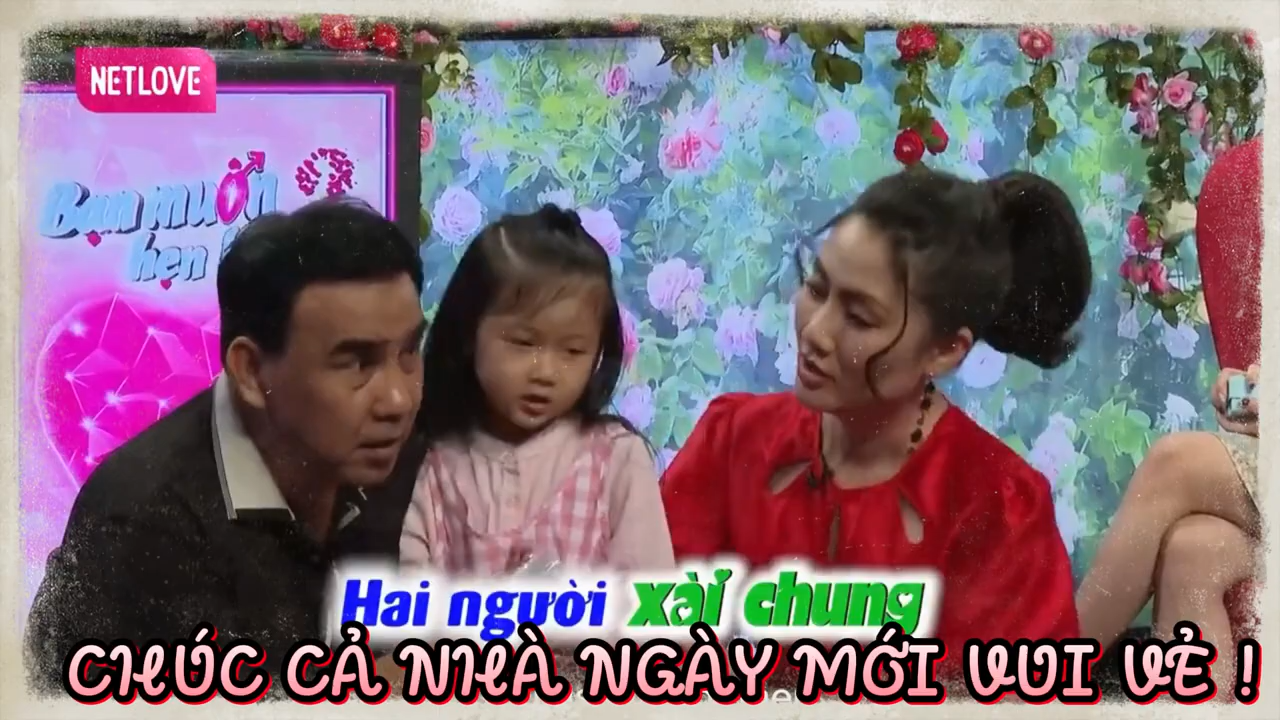 NETLOVE
Bạn muốn
hẹn
Hai người xài chung
CHÚC CẢ NHÀ NGÀY MỚI VUI VẺ !